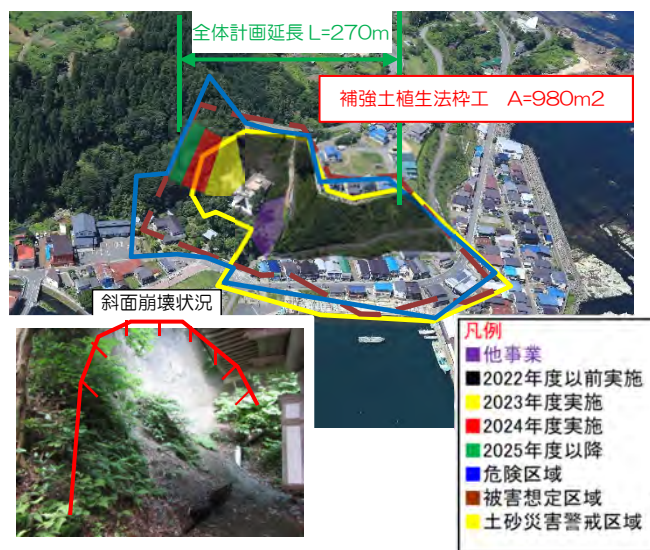 全体計画延長 L=270m
補強土植生法枠工 A=980m2
斜面崩壊状況
凡例
■他事業
■2022年度以前実施
■2023年度実施
■2024年度実施
■2025年度以降
■危険区域
■被害想定区域
■土砂災害警戒区域